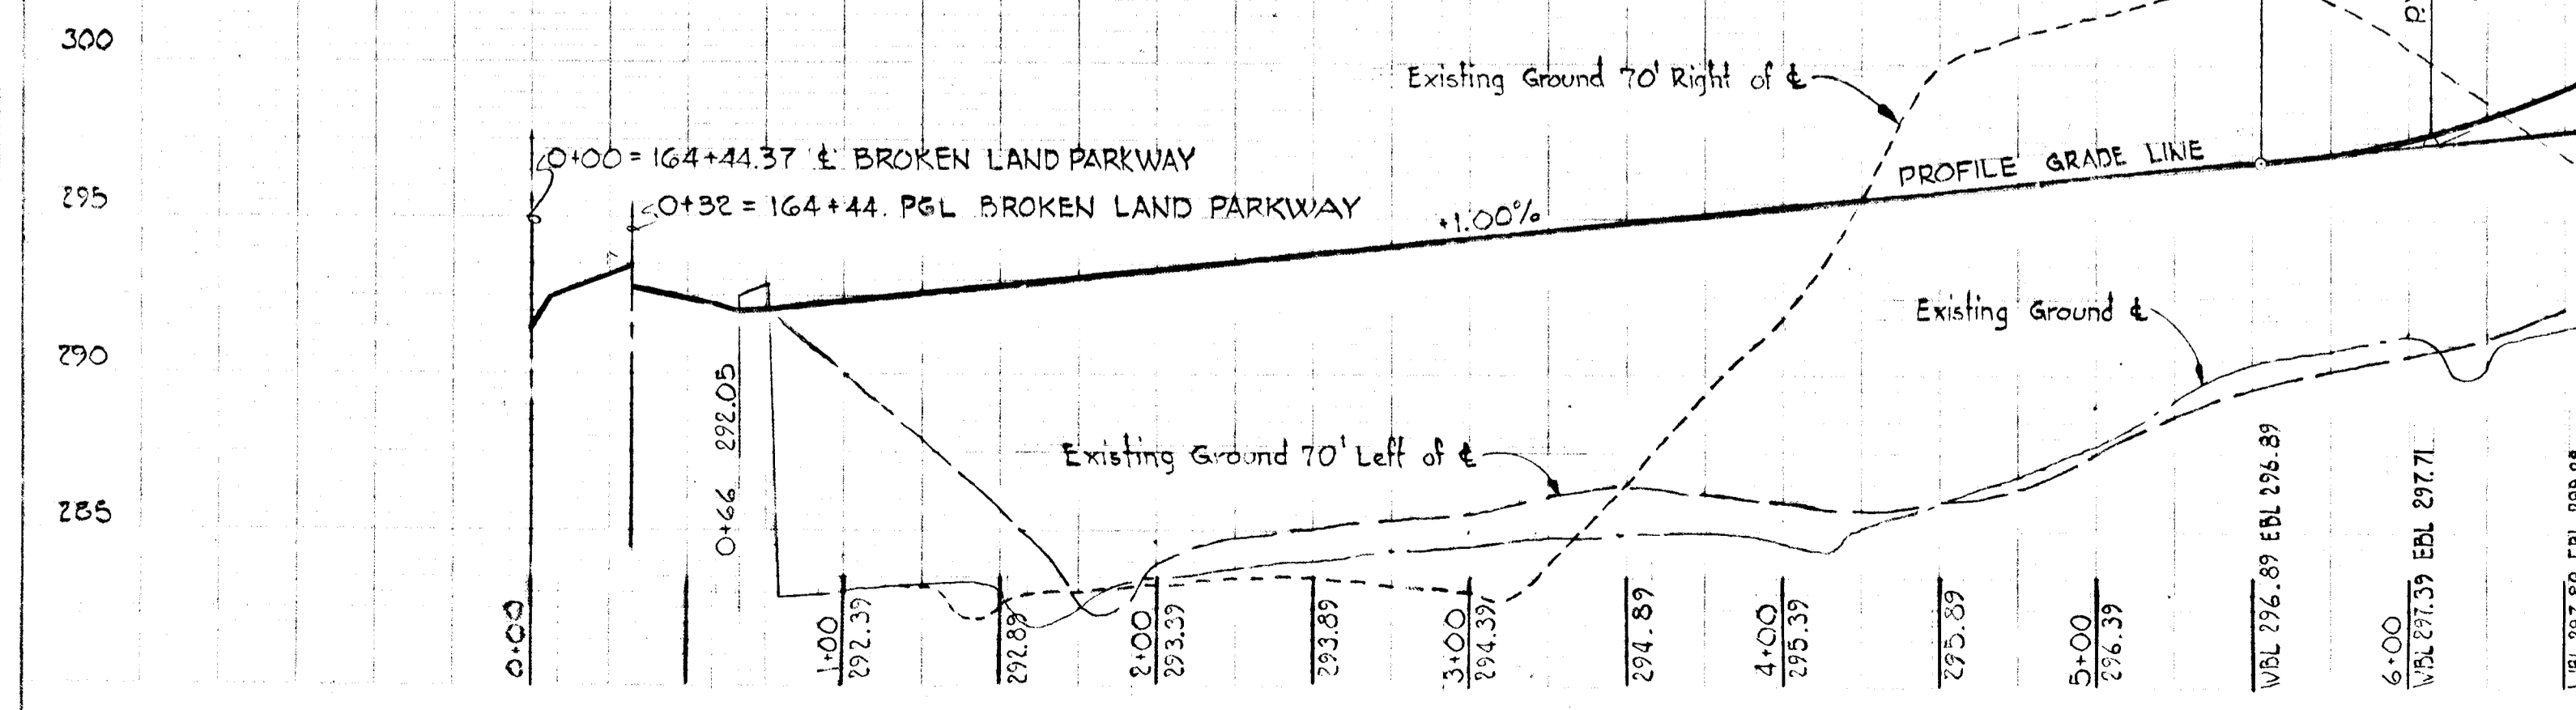 300
Existing Ground 70' Right of ℄
295
0+00 = 164+44.37 ℄ BROKEN LAND PARKWAY
0+32 = 164+44. PGL BROKEN LAND PARKWAY
+1.00%
PROFILE GRADE LINE
290
Existing Ground ℄
285
Existing Ground 70' Left of ℄
0+66 292.05
0+00
1+00
292.39
292.89
2+00
293.39
293.89
3+00
294.39
294.89
4+00
295.39
295.89
5+00
296.39
WBL 296.89 EBL 296.89
6+00
WBL 297.39 EBL 297.71